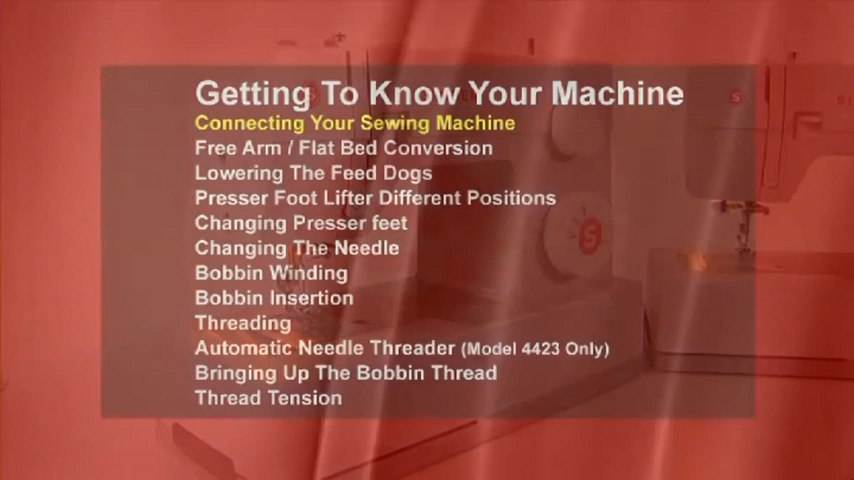 Getting To Know Your Machine
Connecting Your Sewing Machine
Free Arm / Flat Bed Conversion
Lowering The Feed Dogs
Presser Foot Lifter Different Positions
Changing Presser feet
Changing The Needle
Bobbin Winding
Bobbin Insertion
Threading
Automatic Needle Threader (Model 4423 Only)
Bringing Up The Bobbin Thread
Thread Tension